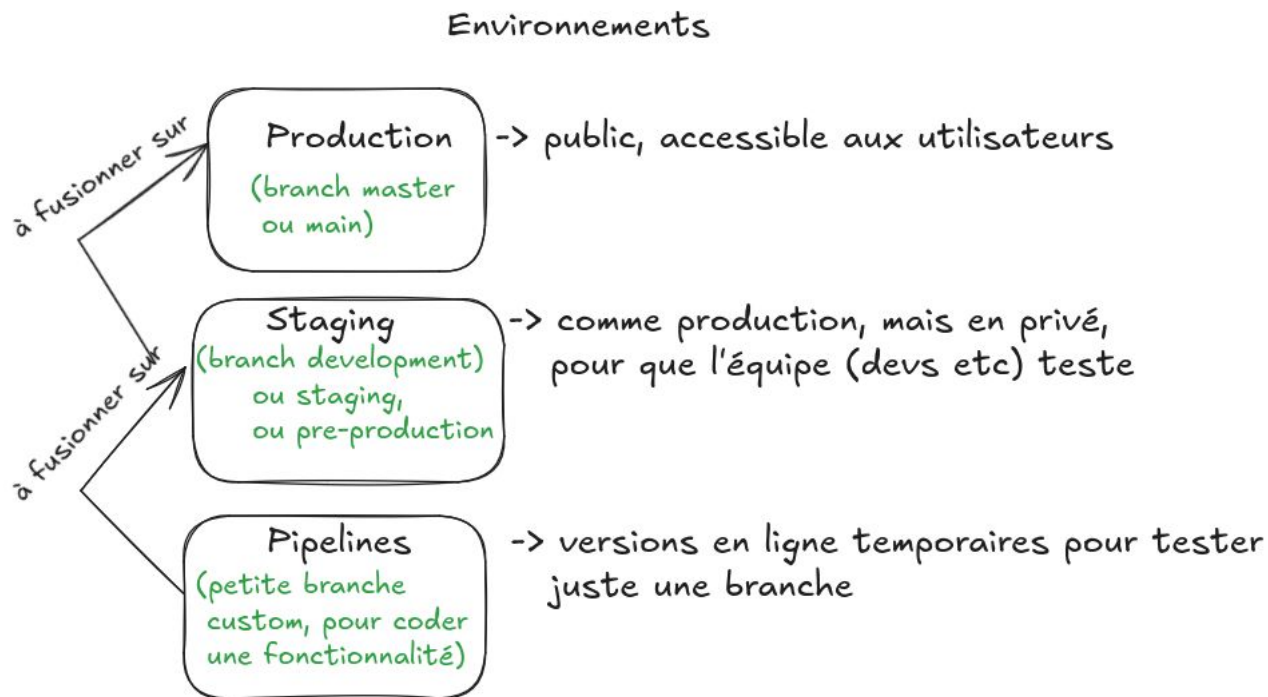 Environnements
à fusionner sur
Production
(branch master
ou main)
-> public, accessible aux utilisateurs
à fusionner sur
Staging
(branch development)
ou staging,
ou pre-production
-> comme production, mais en privé,
pour que l'équipe (devs etc) teste
Pipelines
(petite branche
custom, pour coder
une fonctionnalité)
-> versions en ligne temporaires pour tester
juste une branche